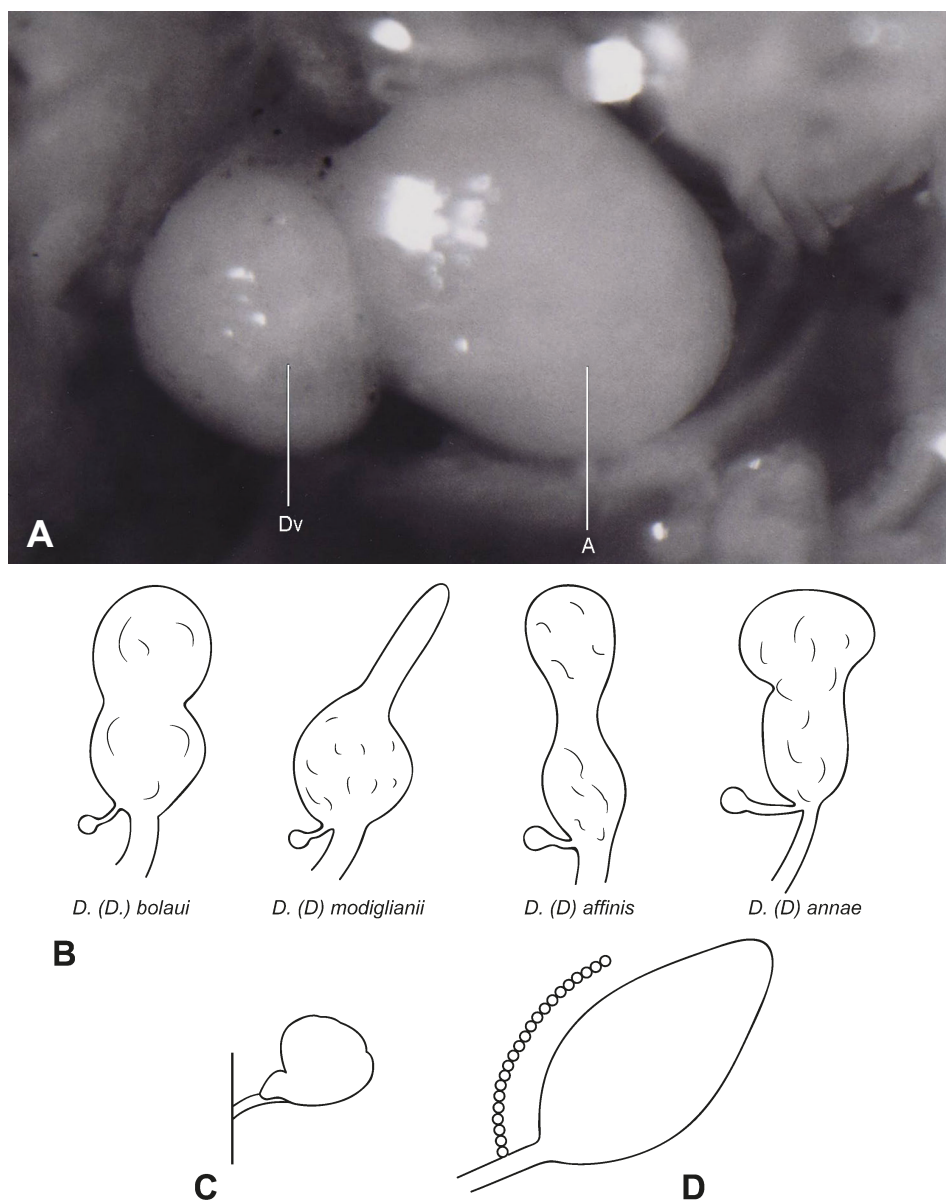 Dv
A
A
D. (D.) bolaui
D. (D) modiglianii
D. (D) affinis
D. (D) annae
B
C
D